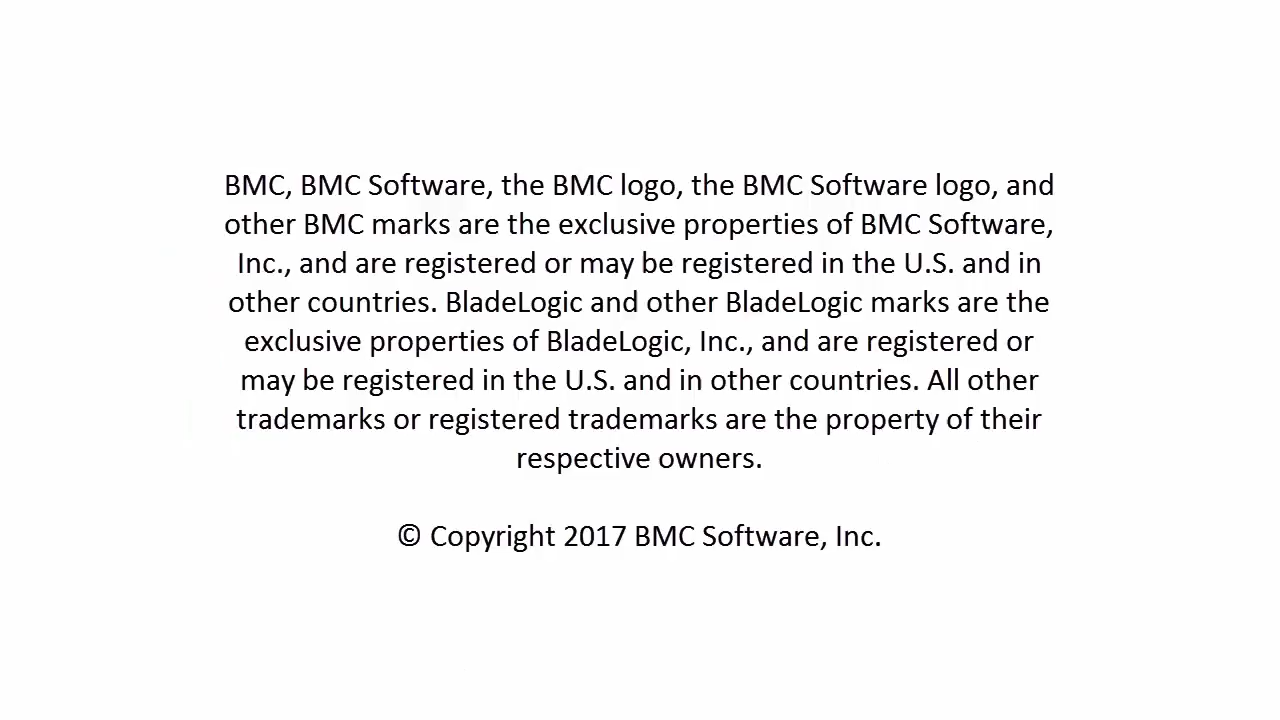 BMC, BMC Software, the BMC logo, the BMC Software logo, and
other BMC marks are the exclusive properties of BMC Software,
Inc., and are registered or may be registered in the U.S. and in
other countries. BladeLogic and other BladeLogic marks are the
exclusive properties of BladeLogic, Inc., and are registered or
may be registered in the U.S. and in other countries. All other
trademarks or registered trademarks are the property of their
respective owners.
© Copyright 2017 BMC Software, Inc.